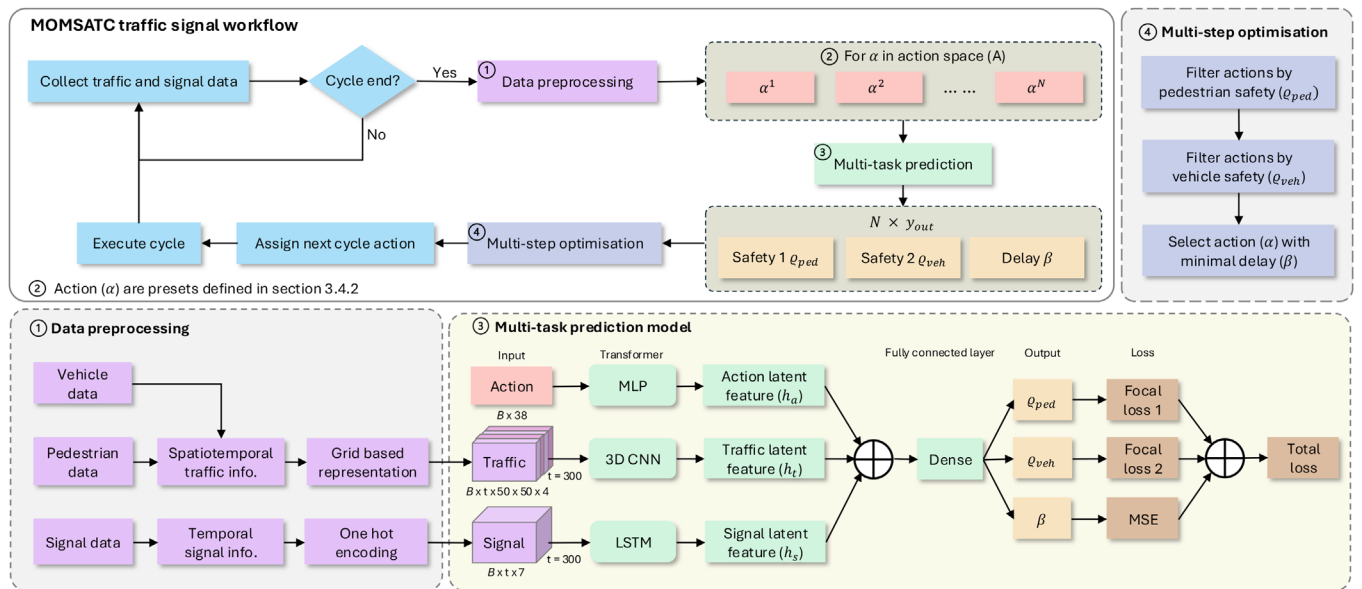 MOMSATC traffic signal workflow
Collect traffic and signal data
Cycle end?
Yes
No
① Data preprocessing
② For α in action space (A)
α¹
α²
... ...
αᴺ
③
Multi-task prediction
N × y_out
Safety 1 ϱ_ped
Safety 2 ϱ_veh
Delay β
④ Multi-step optimisation
Assign next cycle action
Execute cycle
② Action (α) are presets defined in section 3.4.2
④ Multi-step optimisation
Filter actions by
pedestrian safety (ϱ_ped)
Filter actions by
vehicle safety (ϱ_veh)
Select action (α) with
minimal delay (β)
① Data preprocessing
Vehicle
data
Pedestrian
data
Spatiotemporal
traffic info.
Grid based
representation
Signal data
Temporal
signal info.
One hot
encoding
③ Multi-task prediction model
Input
Transformer
Fully connected layer
Output
Loss
Action
B x 38
MLP
Action latent
feature (h_a)
Traffic
t = 300
B x t x 50 x 50 x 4
3D CNN
Traffic latent
feature (h_t)
Signal
t = 300
B x t x 7
LSTM
Signal latent
feature (h_s)
Dense
ϱ_ped
ϱ_veh
β
Focal
loss 1
Focal
loss 2
MSE
Total
loss